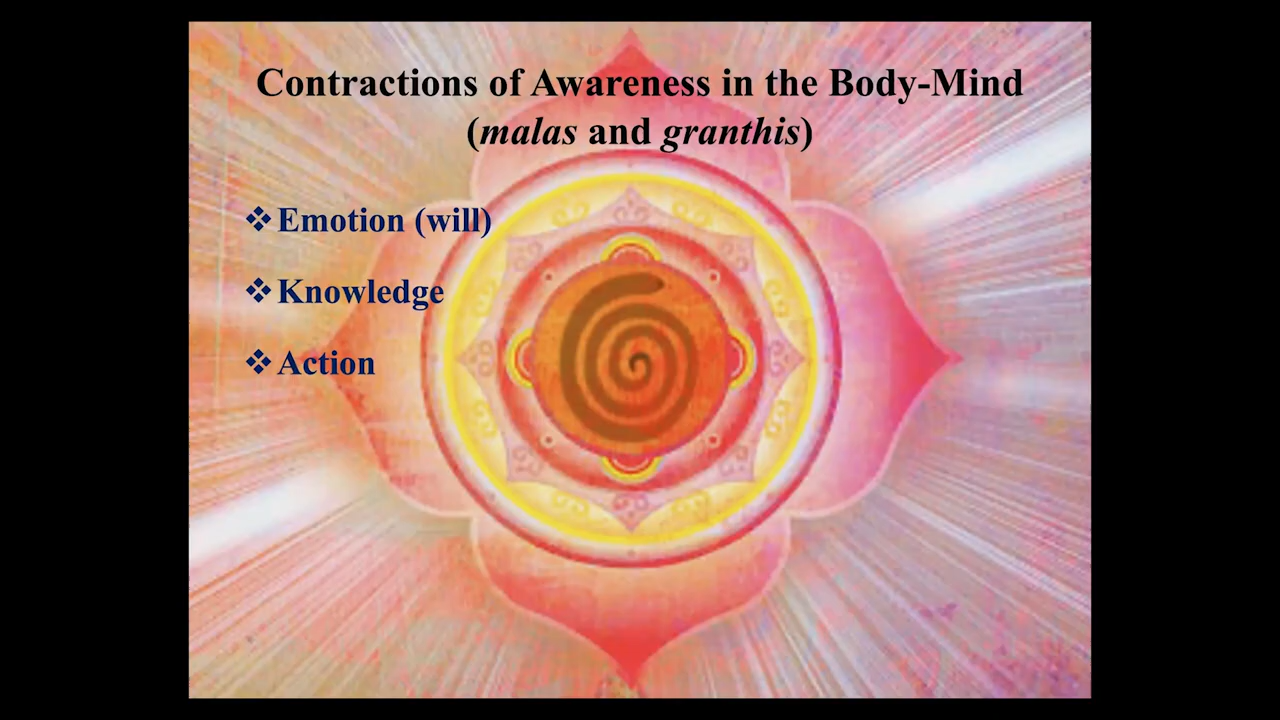 Contractions of Awareness in the Body-Mind
(malas and granthis)
❖ Emotion (will)
❖ Knowledge
❖ Action